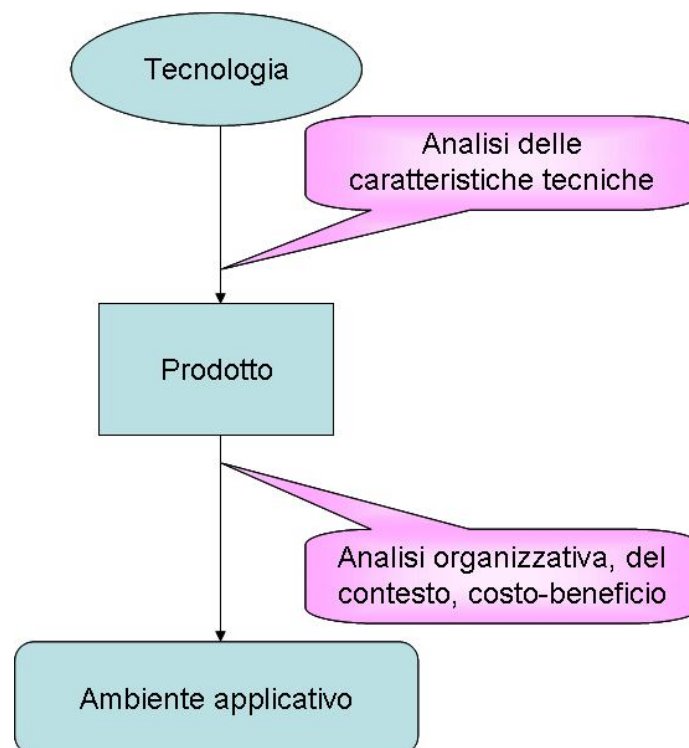 Tecnologia
Analisi delle
caratteristiche tecniche
Prodotto
Analisi organizzativa, del
contesto, costo-beneficio
Ambiente applicativo